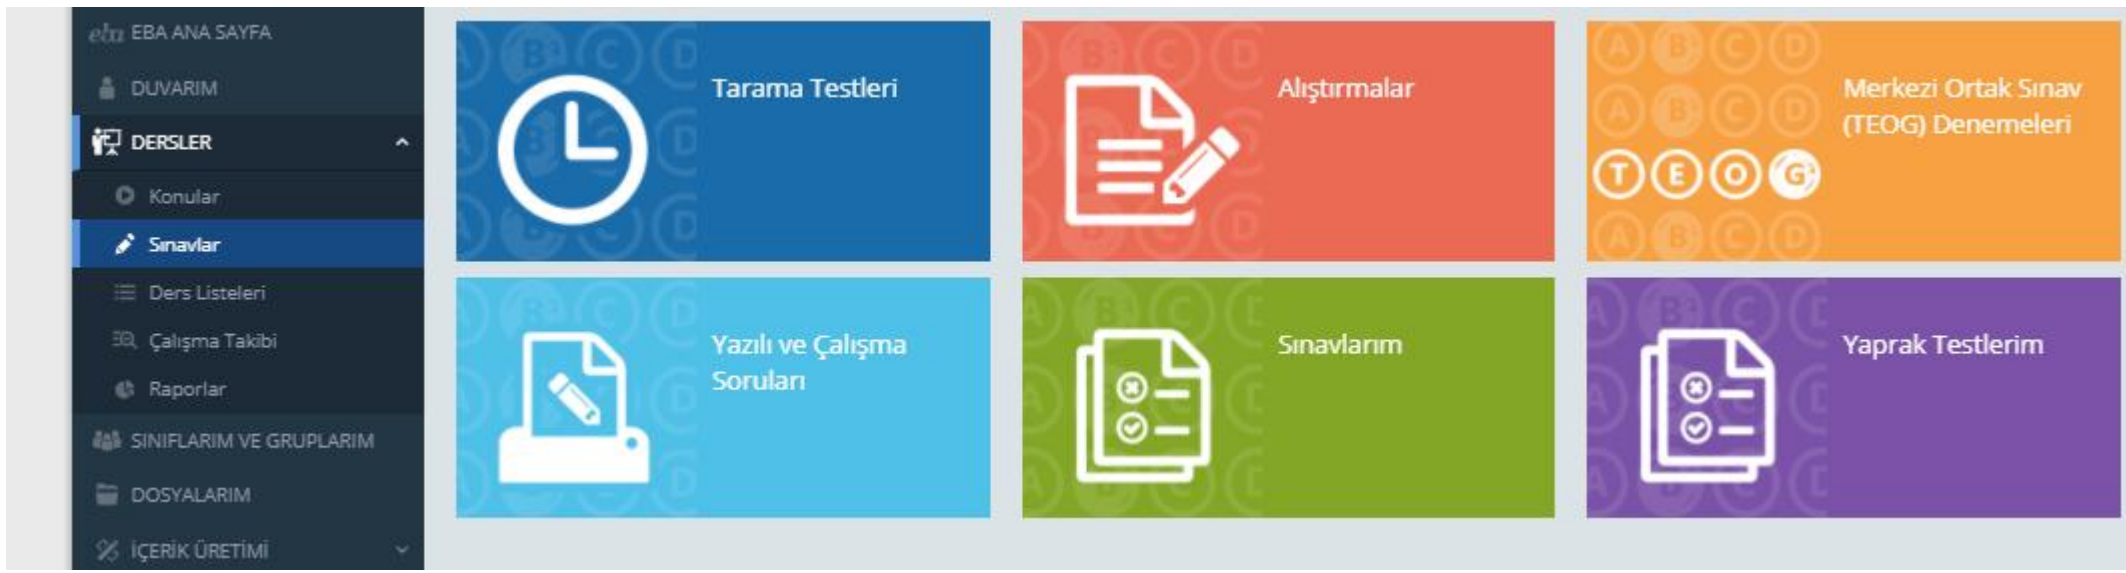 eba EBA ANA SAYFA
DUVARIM
DERSLER
Konular
Sınavlar
Ders Listeleri
Çalışma Takibi
Raporlar
SINIFLARIM VE GRUPLARIM
DOSYALARIM
İÇERİK ÜRETİMİ
Tarama Testleri
Alıştırmalar
Merkezi Ortak Sınav
(TEOG) Denemeleri
T E O G
Yazılı ve Çalışma
Soruları
Sınavlarım
Yaprak Testlerim